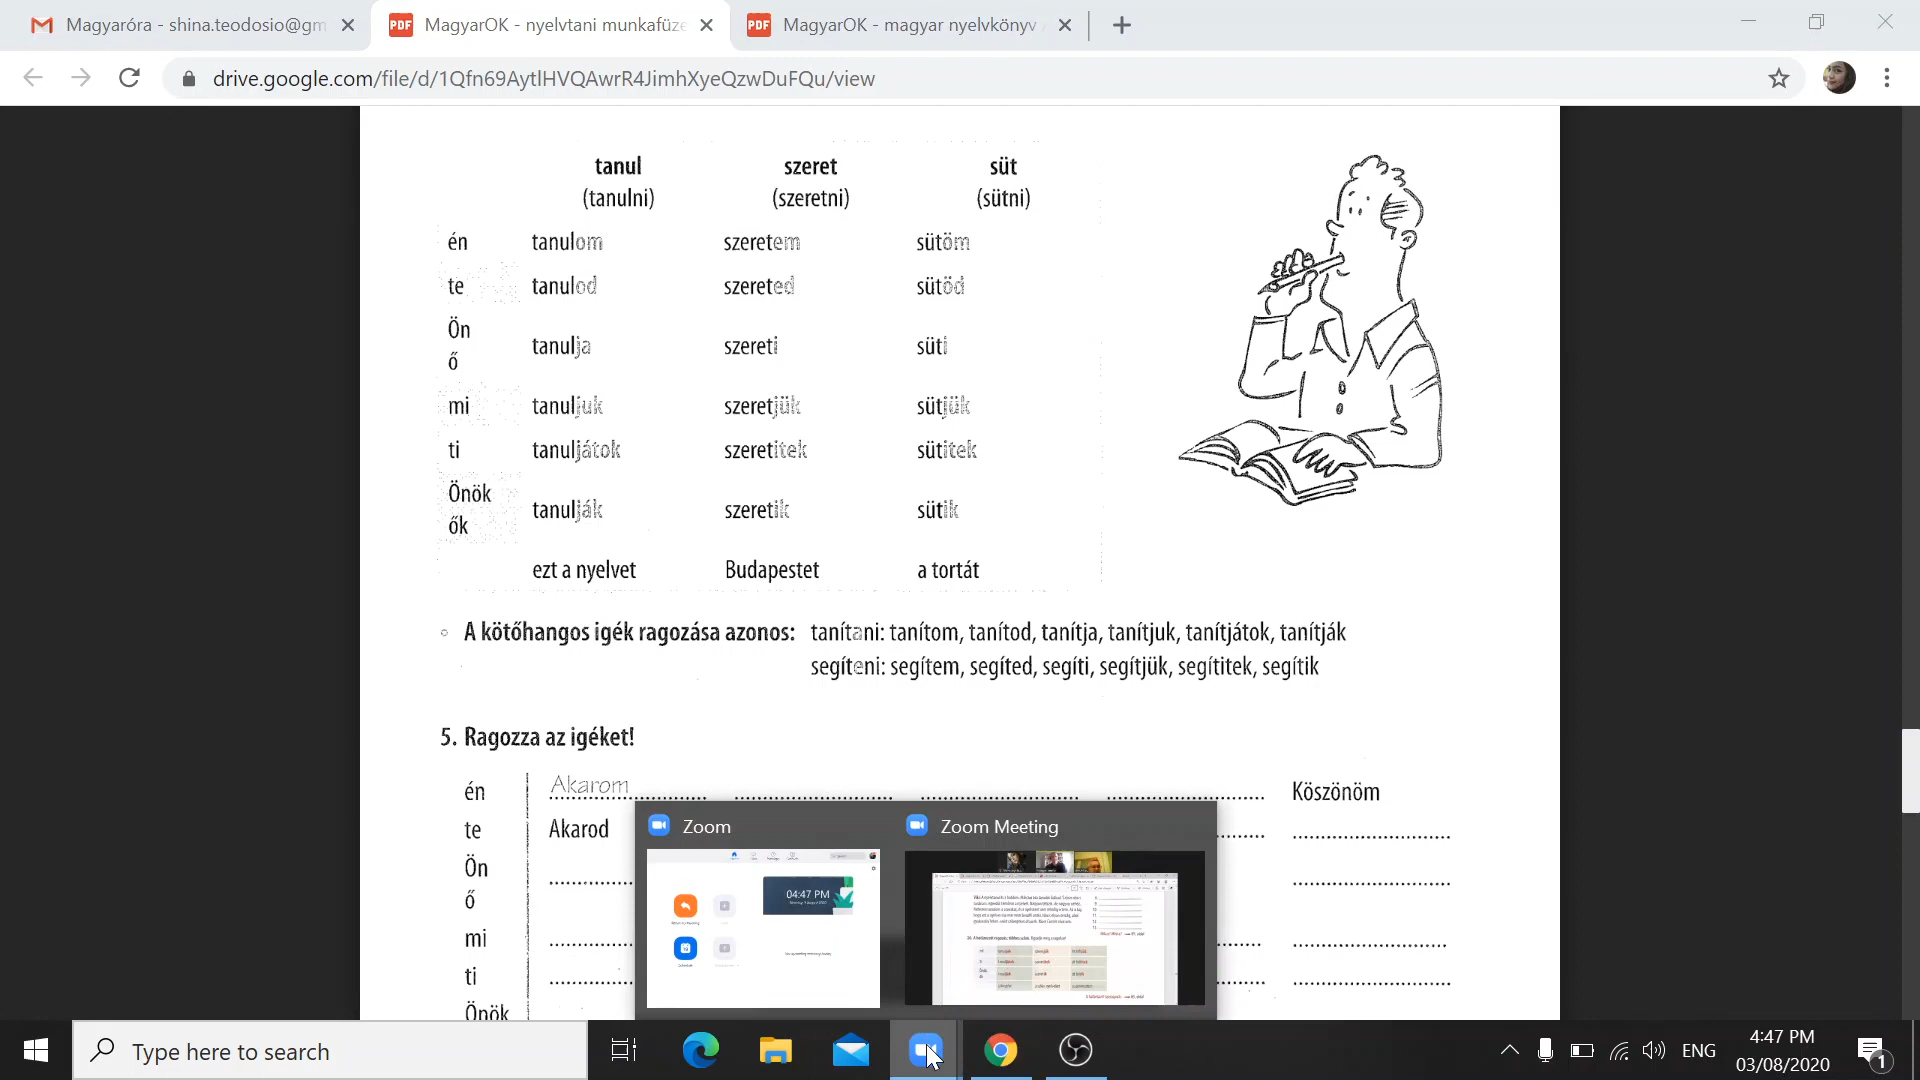 Magyaróra - shina.teodosio@gm
MagyarOK - nyelvtani munkafüze
MagyarOK - magyar nyelvkönyv
drive.google.com/file/d/1Qfn69AytlHVQAwrR4JimhXyeQzwDuFQu/view
tanul szeret süt
(tanulni) (szeretni) (sütni)
én tanulom szeretem sütöm
te tanulod szereted sütöd
Ön
ő tanulja szereti süti
mi tanuljuk szeretjük sütjük
ti tanuljátok szeretitek sütitek
Önök
ők tanulják szeretik sütik
ezt a nyelvet Budapestet a tortát
A kötőhangos igék ragozása azonos: tanítani: tanítom, tanítod, tanítja, tanítjuk, tanítjátok, tanítják
segíteni: segítem, segíted, segíti, segítjük, segítitek, segítik
5. Ragozza az igéket!
én Akarom Köszönöm
te Akarod
Ön
ő
mi
ti
Önök
Zoom
Zoom Meeting
04:47 PM
Type here to search
ENG
4:47 PM
03/08/2020
1